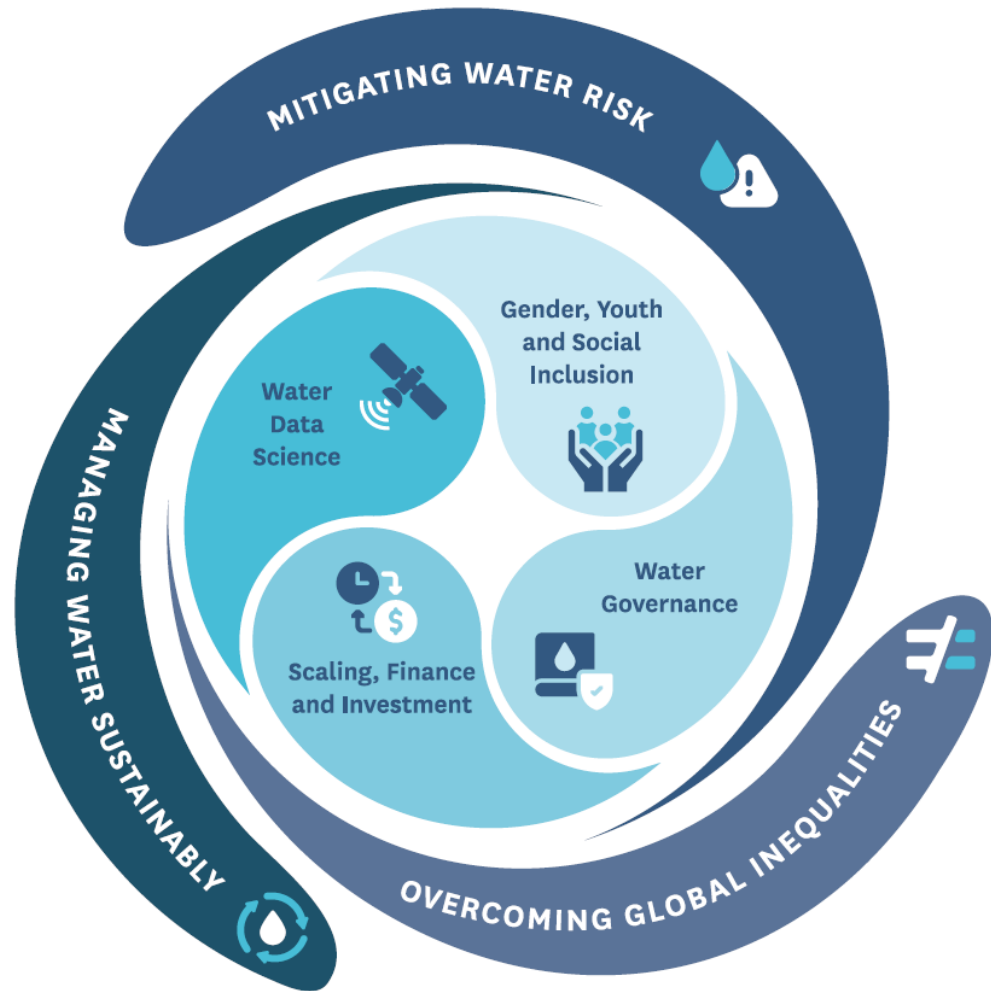 MITIGATING WATER RISK
Gender, Youth
and Social
Inclusion
Water
Data
Science
Water
Governance
Scaling, Finance
and Investment
$
MANAGING WATER SUSTAINABLY
OVERCOMING GLOBAL INEQUALITIES